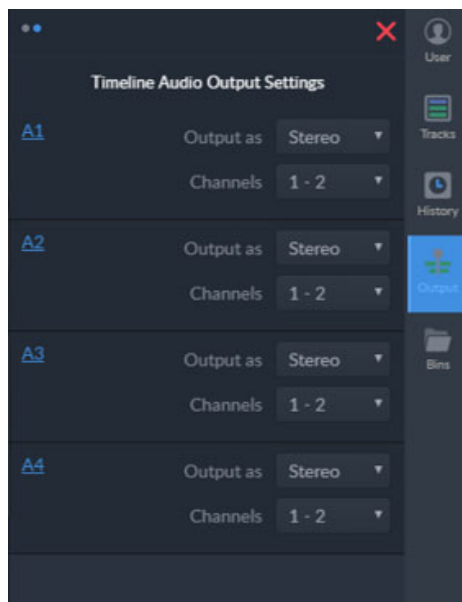 Timeline Audio Output Settings
A1
Output as Stereo
Channels 1 - 2
A2
Output as Stereo
Channels 1 - 2
A3
Output as Stereo
Channels 1 - 2
A4
Output as Stereo
Channels 1 - 2
User
Tracks
History
Output
Bins